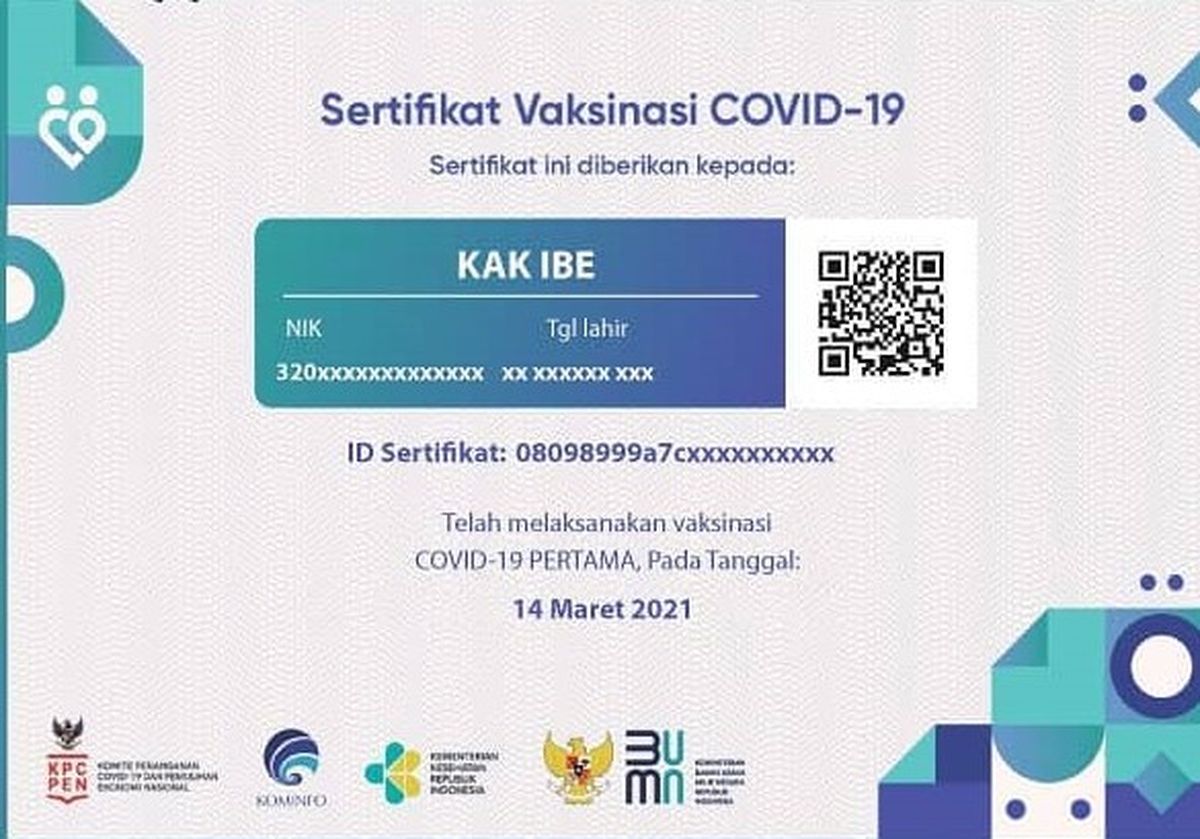 Sertifikat Vaksinasi COVID-19
Sertifikat ini diberikan kepada:
KAK IBE
NIK Tgl lahir
320xxxxxxxxxxxxx xx xxxxxx xxx
ID Sertifikat: 08098999a7cxxxxxxxxxx
Telah melaksanakan vaksinasi
COVID-19 PERTAMA, Pada Tanggal:
14 Maret 2021
KPC
PEN
KOMITE PENANGANAN
COVID-19 DAN PEMULIHAN
EKONOMI NASIONAL
KOMINFO
KEMENTERIAN
KESEHATAN
REPUBLIK
INDONESIA
BUMN
KEMENTERIAN
BADAN USAHA
MILIK NEGARA
REPUBLIK
INDONESIA